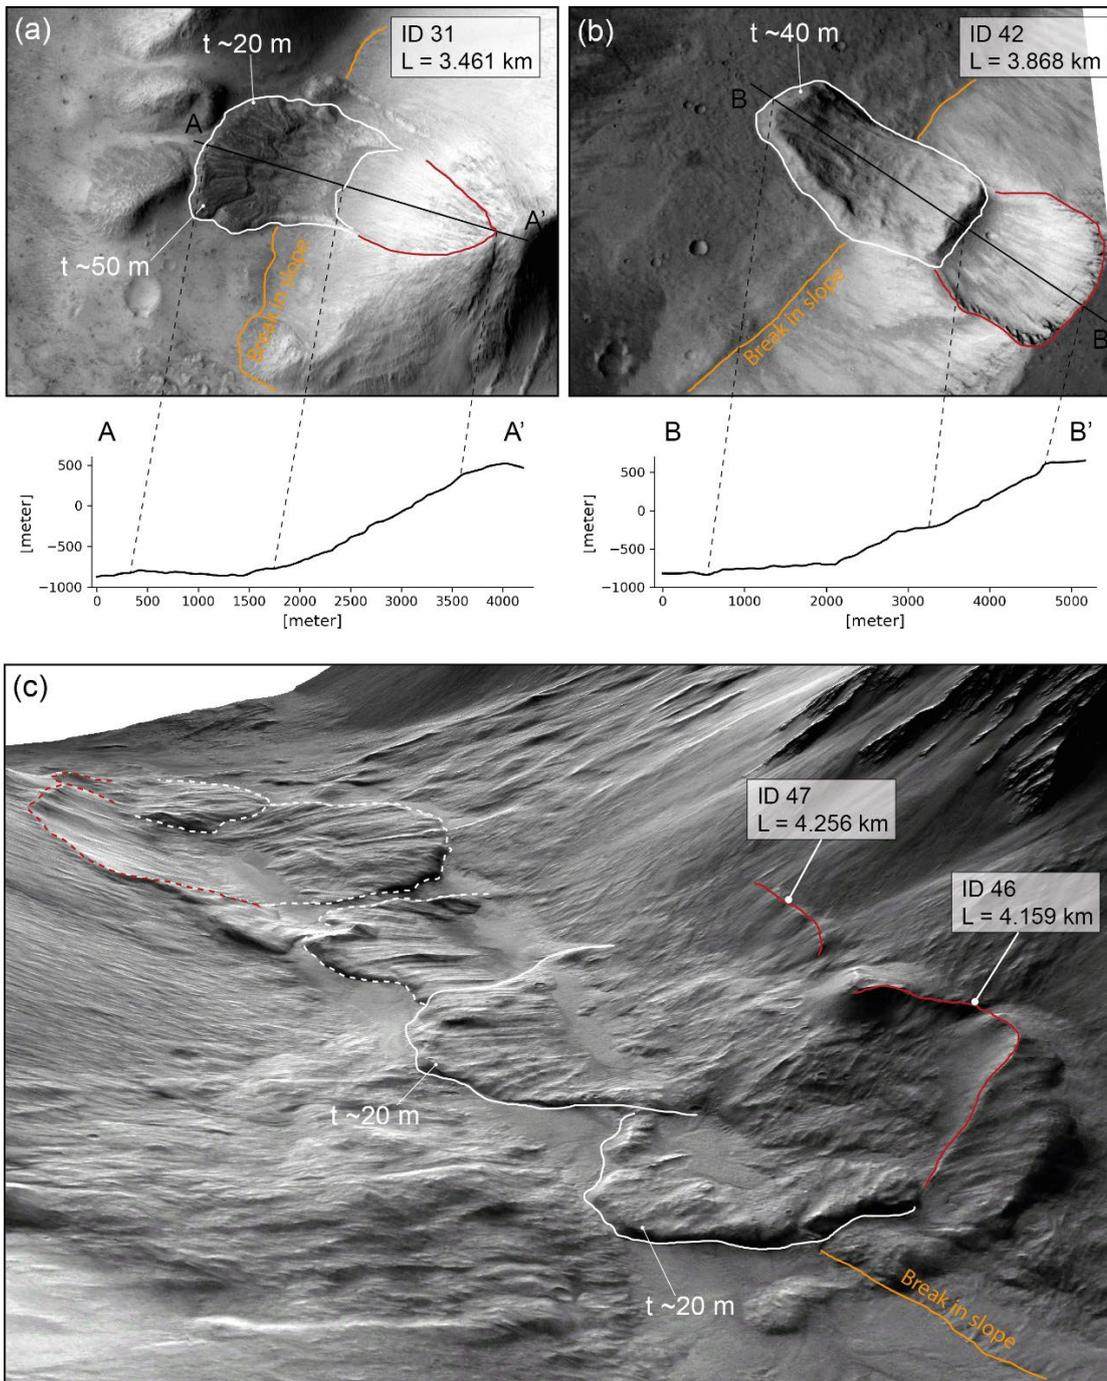 (a)
t ~20 m
ID 31
L = 3.461 km
A
A'
t ~50 m
Break in slope
(b)
t ~40 m
ID 42
L = 3.868 km
B
B
Break in slope
A
A'
500
0
−500
−1000
[meter]
0 500 1000 1500 2000 2500 3000 3500 4000
[meter]
B
B'
500
0
−500
−1000
[meter]
0 1000 2000 3000 4000 5000
[meter]
(c)
ID 47
L = 4.256 km
ID 46
L = 4.159 km
t ~20 m
t ~20 m
Break in slope